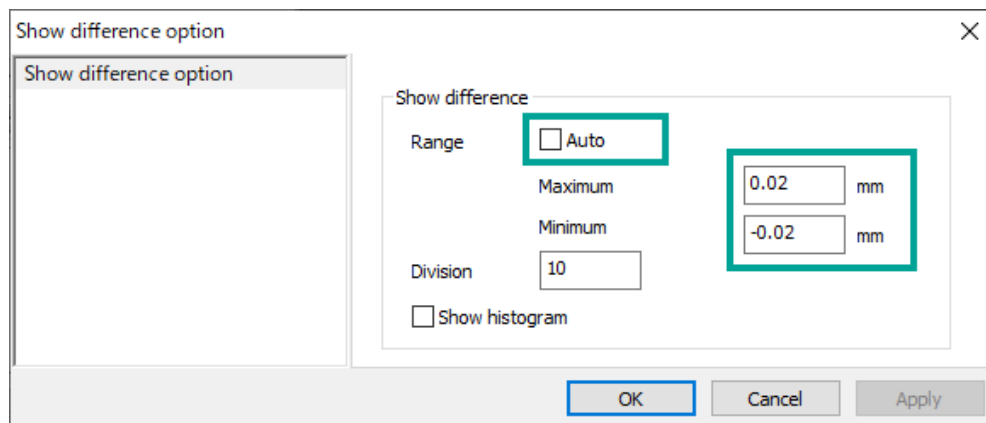 Show difference option
Show difference option
Show difference
Range Auto
Maximum 0.02 mm
Minimum -0.02 mm
Division 10
Show histogram
OK Cancel Apply